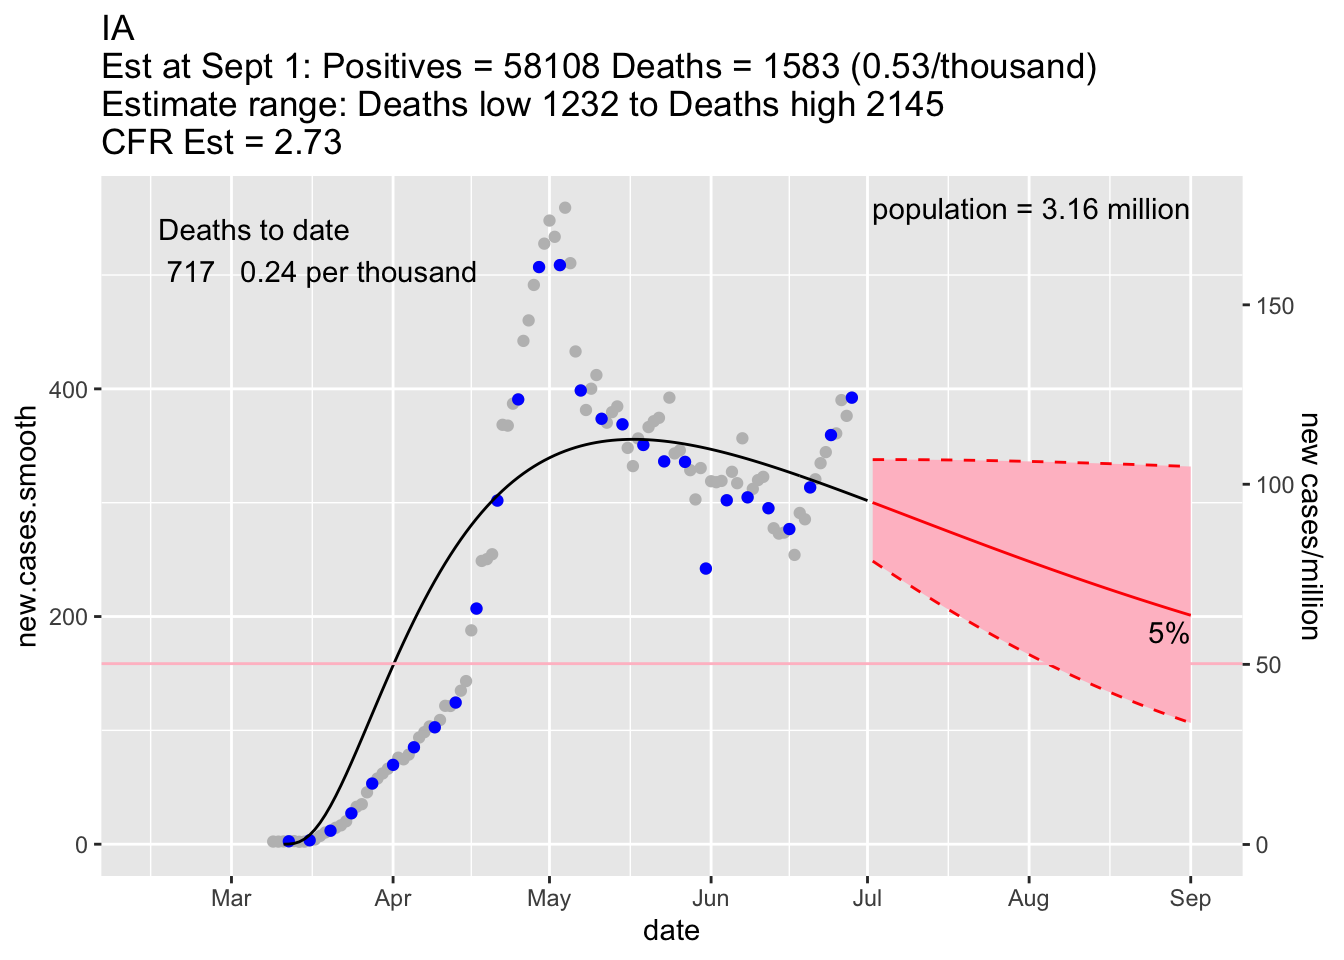 IA
Est at Sept 1: Positives = 58108 Deaths = 1583 (0.53/thousand)
Estimate range: Deaths low 1232 to Deaths high 2145
CFR Est = 2.73
population = 3.16 million
Deaths to date
717 0.24 per thousand
new.cases.smooth
400
200
0
150
100
50
0
new cases/million
5%
Mar Apr May Jun Jul Aug Sep
date